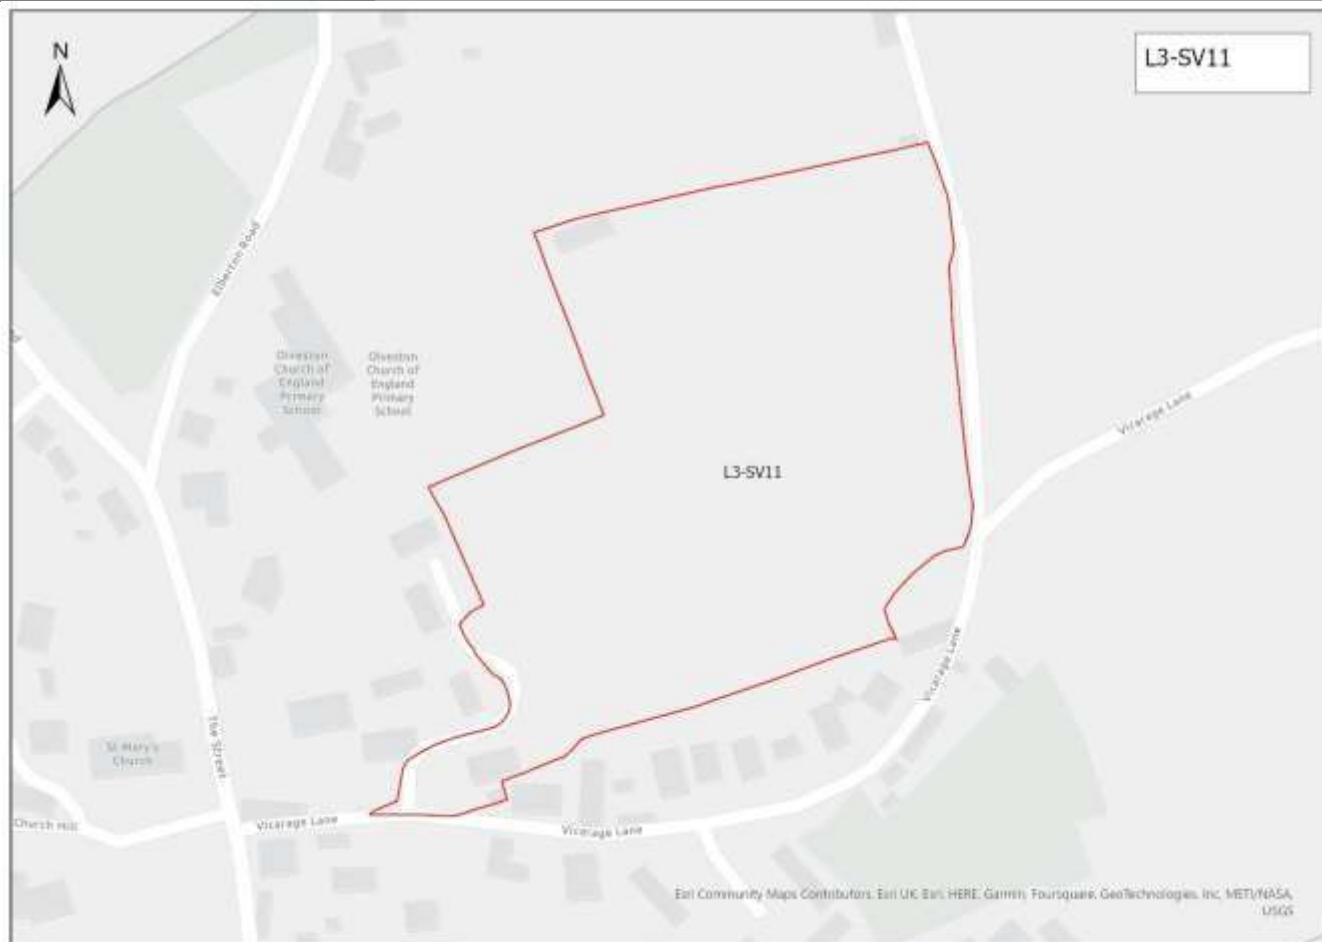 N
L3-SV11
Elberton Road
Olveston
Church of
England
Primary
School
Olveston
Church of
England
Primary
School
L3-SV11
Vicarage Lane
Vicarage Lane
The Street
St Mary's
Church
Church Hill
Vicarage Lane
Vicarage Lane
Esri Community Maps Contributors, Esri UK, Esri, HERE, Garmin, Foursquare, GeoTechnologies, Inc, METI/NASA,
USGS